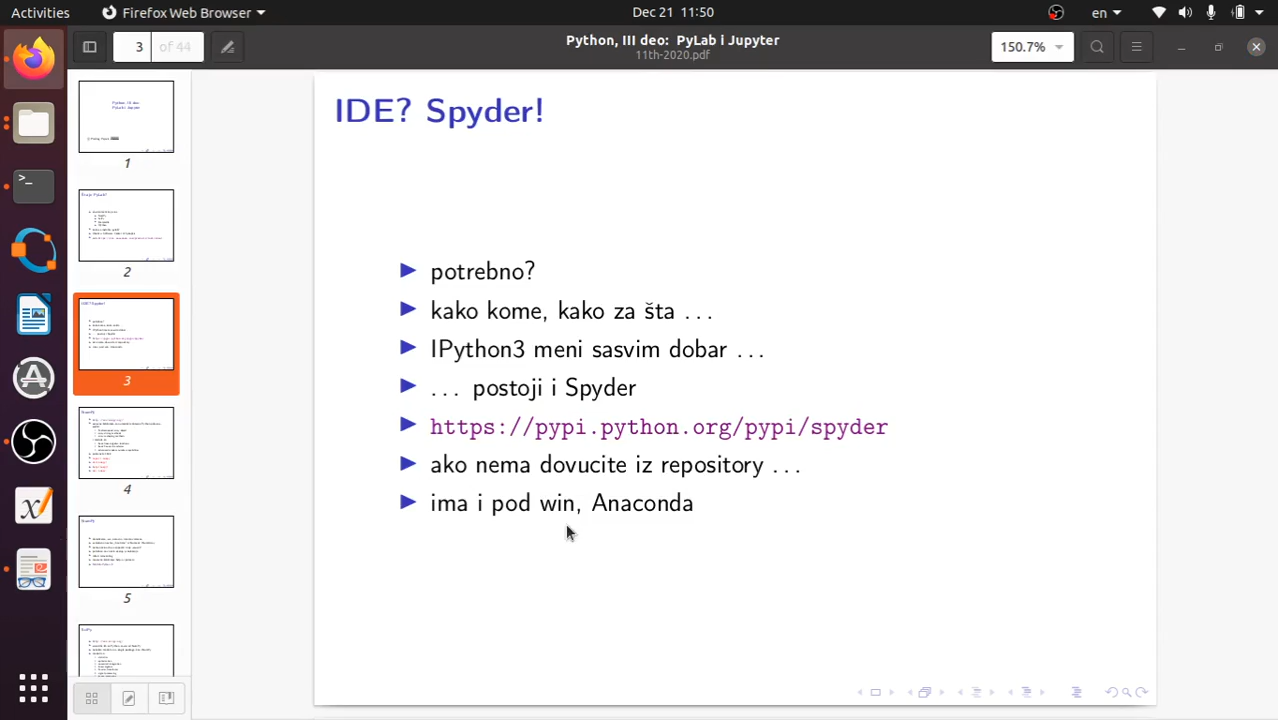 Activities
Firefox Web Browser
Dec 21 11:50
en
3
of 44
Python, III deo: PyLab i Jupyter
11th-2020.pdf
150.7%
1
2
3
4
5
IDE? Spyder!
potrebno?
kako kome, kako za šta ...
IPython3 meni sasvim dobar ...
... postoji i Spyder
https://pypi.python.org/pypi/spyder
ako nema dovucite iz repository ...
ima i pod win, Anaconda